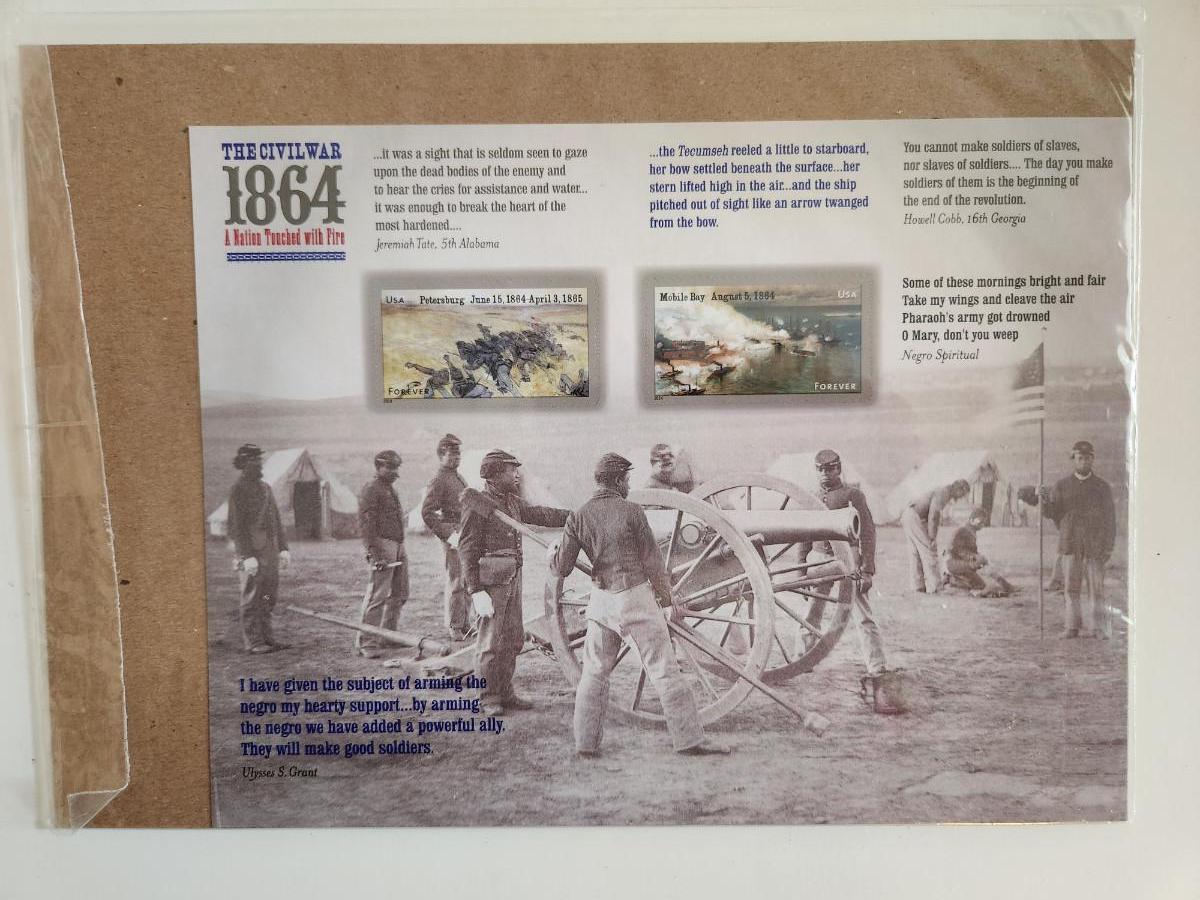 THE CIVIL WAR
1864
A Nation Touched with Fire
...it was a sight that is seldom seen to gaze
upon the dead bodies of the enemy and
to hear the cries for assistance and water...
it was enough to break the heart of the
most hardened....
Jeremiah Tate, 5th Alabama
...the Tecumseh reeled a little to starboard,
her bow settled beneath the surface...her
stern lifted high in the air...and the ship
pitched out of sight like an arrow twanged
from the bow.
You cannot make soldiers of slaves,
nor slaves of soldiers.... The day you make
soldiers of them is the beginning of
the end of the revolution.
Howell Cobb, 16th Georgia
USA Petersburg June 15, 1864-April 3, 1865
FOREVER
Mobile Bay August 5, 1864 USA
FOREVER
2014
Some of these mornings bright and fair
Take my wings and cleave the air
Pharaoh's army got drowned
O Mary, don't you weep
Negro Spiritual
I have given the subject of arming the
negro my hearty support...by arming
the negro we have added a powerful ally.
They will make good soldiers.
Ulysses S. Grant